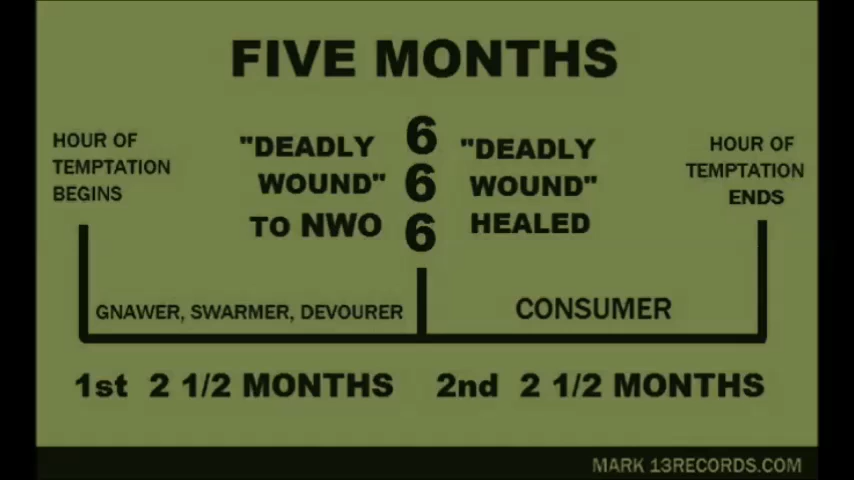 FIVE MONTHS
HOUR OF
TEMPTATION
BEGINS
"DEADLY
WOUND"
TO NWO
6
6
6
"DEADLY
WOUND"
HEALED
HOUR OF
TEMPTATION
ENDS
GNAWER, SWARMER, DEVOURER
CONSUMER
1st 2 1/2 MONTHS
2nd 2 1/2 MONTHS
MARK 13RECORDS.COM